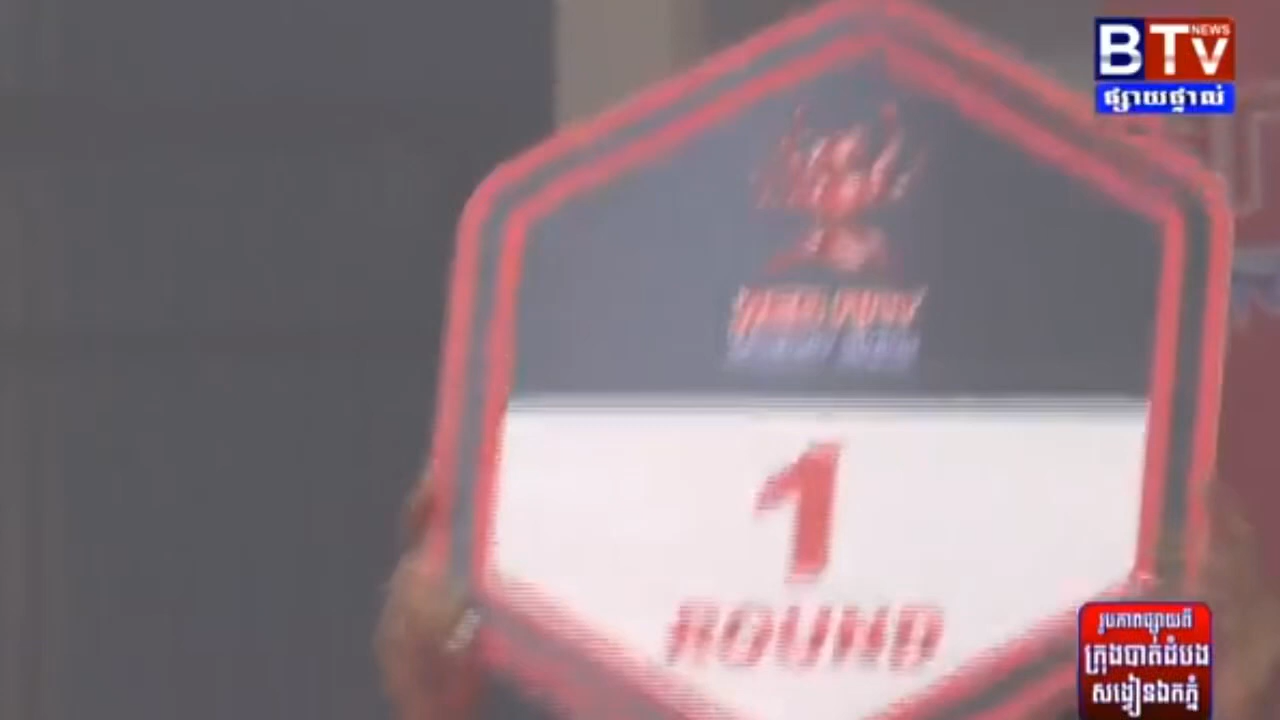 BTV NEWS
ផ្សាយផ្ទាល់
1
ROUND
រូបភាពផ្សាយពី
ក្រុងបាត់ដំបង
សង្វៀនឯកភ្នំ